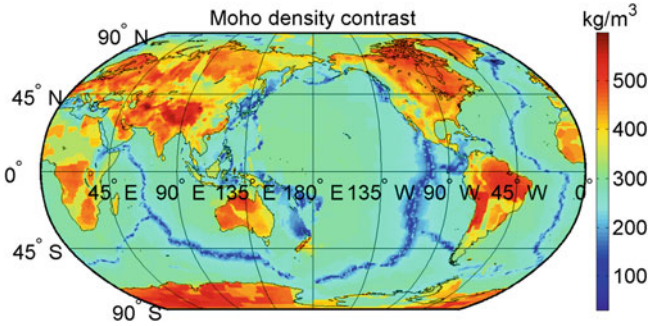 Moho density contrast
kg/m³
90° N
45° N
0°
45° E 90° E 135° E 180° E 135° W 90° W 45° W 0°
45° S
90° S
600
500
400
300
200
100